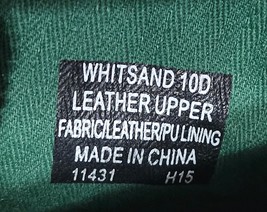 WHITSAND 10D
LEATHER UPPER
FABRIC/LEATHER/PU LINING
MADE IN CHINA
11431 H15